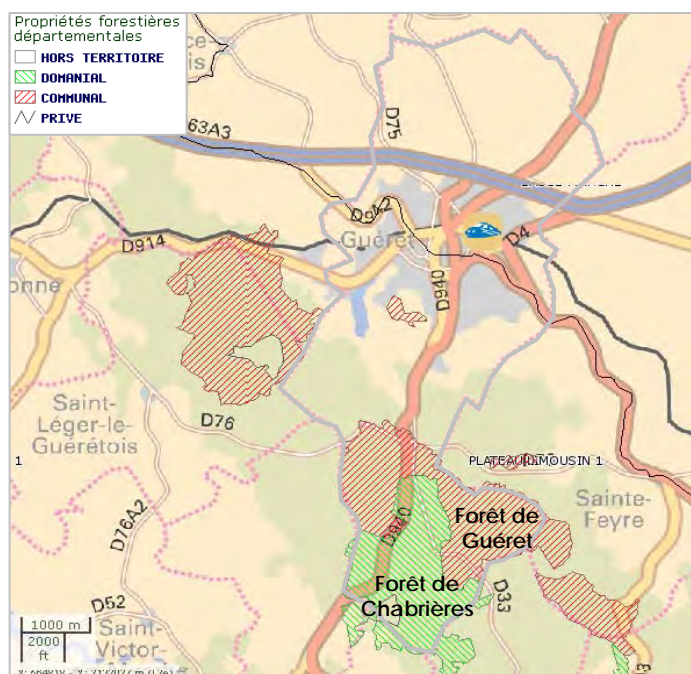 Propriétés forestières
départementales
HORS TERRITOIRE
DOMANIAL
COMMUNAL
PRIVE
63A3
D75
D942
D914
Guéret
D4
D940
Saint-
Léger-le-
Guérétois
D76
1
PLATEAU LIMOUSIN 1
Sainte-
Feyre
Forêt de
Guéret
D76A2
D940
Forêt de
Chabrières
D33
D52
Saint-
Victor-
1000 m
2000
ft